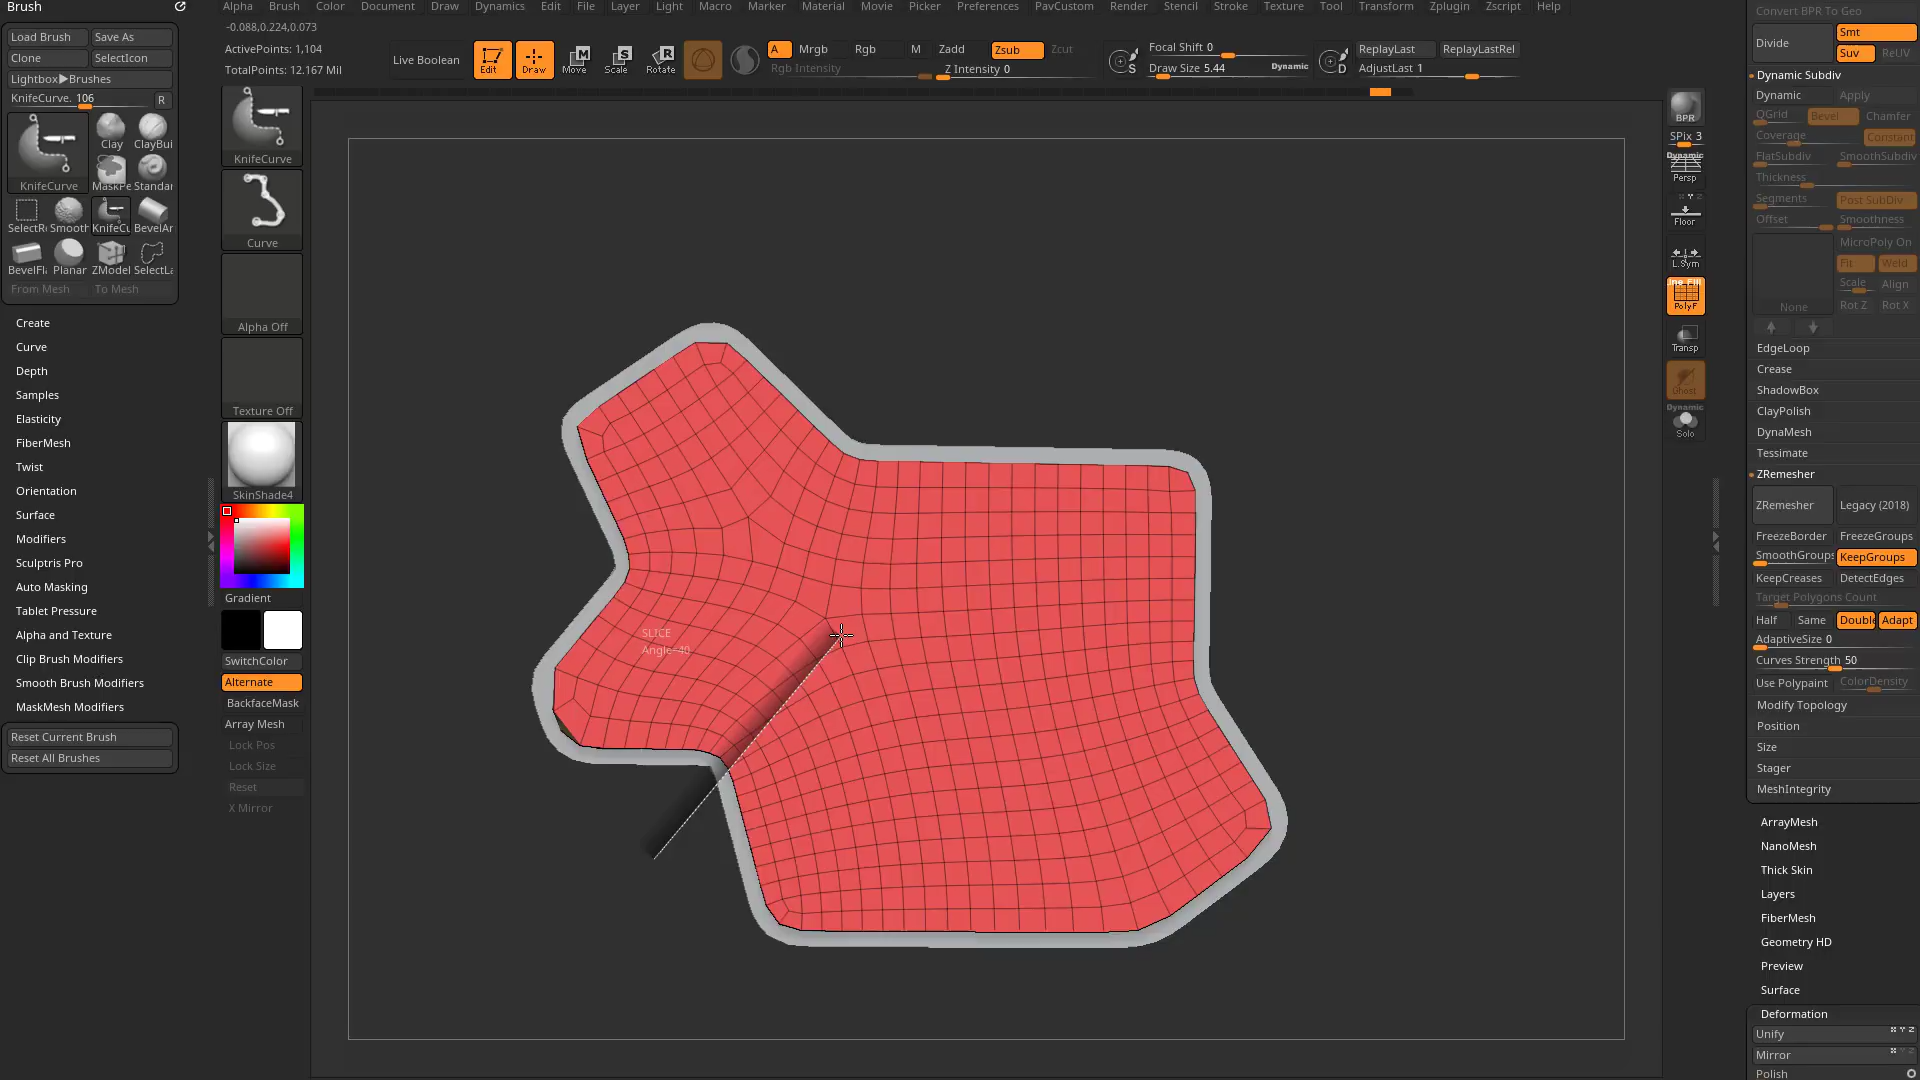 Brush
Alpha Brush Color Document Draw Dynamics Edit File Layer Light Macro Marker Material Movie Picker Preferences PavCustom Render Stencil Stroke Texture Tool Transform Zplugin Zscript Help
-0.088,0.224,0.073
ActivePoints: 1,104
TotalPoints: 12.167 Mil
Live Boolean
Edit Draw Move Scale Rotate
A Mrgb Rgb M Zadd Zsub Zcut
Rgb Intensity Z Intensity 0
S
Focal Shift 0
Draw Size 5.44 Dynamic
D
ReplayLast ReplayLastRel
AdjustLast 1
Load Brush Save As
Clone SelectIcon
Lightbox▶Brushes
KnifeCurve. 106 R
KnifeCurve
Clay ClayBui
MaskPe Standar
SelectRe Smooth KnifeCu BevelAr
BevelFl Planar ZModel SelectLa
From Mesh To Mesh
Create
Curve
Depth
Samples
Elasticity
FiberMesh
Twist
Orientation
Surface
Modifiers
Sculptris Pro
Auto Masking
Tablet Pressure
Alpha and Texture
Clip Brush Modifiers
Smooth Brush Modifiers
MaskMesh Modifiers
Reset Current Brush
Reset All Brushes
KnifeCurve
Curve
Alpha Off
Texture Off
SkinShade4
Gradient
SwitchColor
Alternate
BackfaceMask
Array Mesh
Lock Pos
Lock Size
Reset
X Mirror
SLICE
Angle=40
BPR
SPix 3
Dynamic
Persp
Floor
L.Sym
Line Fill
PolyF
Transp
Ghost
Dynamic
Solo
Convert BPR To Geo
Divide Smt
Suv ReUV
Dynamic Subdiv
Dynamic Apply
QGrid Bevel Chamfer
Coverage Constant
FlatSubdiv SmoothSubdiv
Thickness
Segments Post SubDiv
Offset Smoothness
MicroPoly On
Fit Weld
Scale Align
None Rot Z Rot X
EdgeLoop
Crease
ShadowBox
ClayPolish
DynaMesh
Tessimate
ZRemesher
ZRemesher Legacy (2018)
FreezeBorder FreezeGroups
SmoothGroups KeepGroups
KeepCreases DetectEdges
Target Polygons Count
Half Same Double Adapt
AdaptiveSize 0
Curves Strength 50
Use Polypaint ColorDensity
Modify Topology
Position
Size
Stager
MeshIntegrity
ArrayMesh
NanoMesh
Thick Skin
Layers
FiberMesh
Geometry HD
Preview
Surface
Deformation
Unify
Mirror
Polish